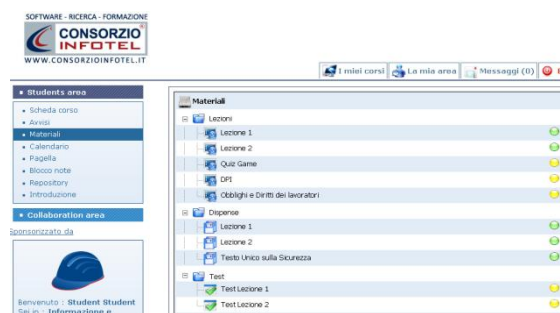 SOFTWARE - RICERCA - FORMAZIONE
CONSORZIO
INFOTEL
WWW.CONSORZIOINFOTEL.IT
I miei corsi
La mia area
Messaggi (0)
Students area
Scheda corso
Avvisi
Materiali
Calendario
Pagella
Blocco note
Repository
Introduzione
Collaboration area
Sponsorizzato da
Benvenuto : Student Student
Sei in : Informazione e
Materiali
Lezioni
Lezione 1
Lezione 2
Quiz Game
DPI
Obblighi e Diritti dei lavoratori
Dispense
Lezione 1
Lezione 2
Testo Unico sulla Sicurezza
Test
Test Lezione 1
Test Lezione 2